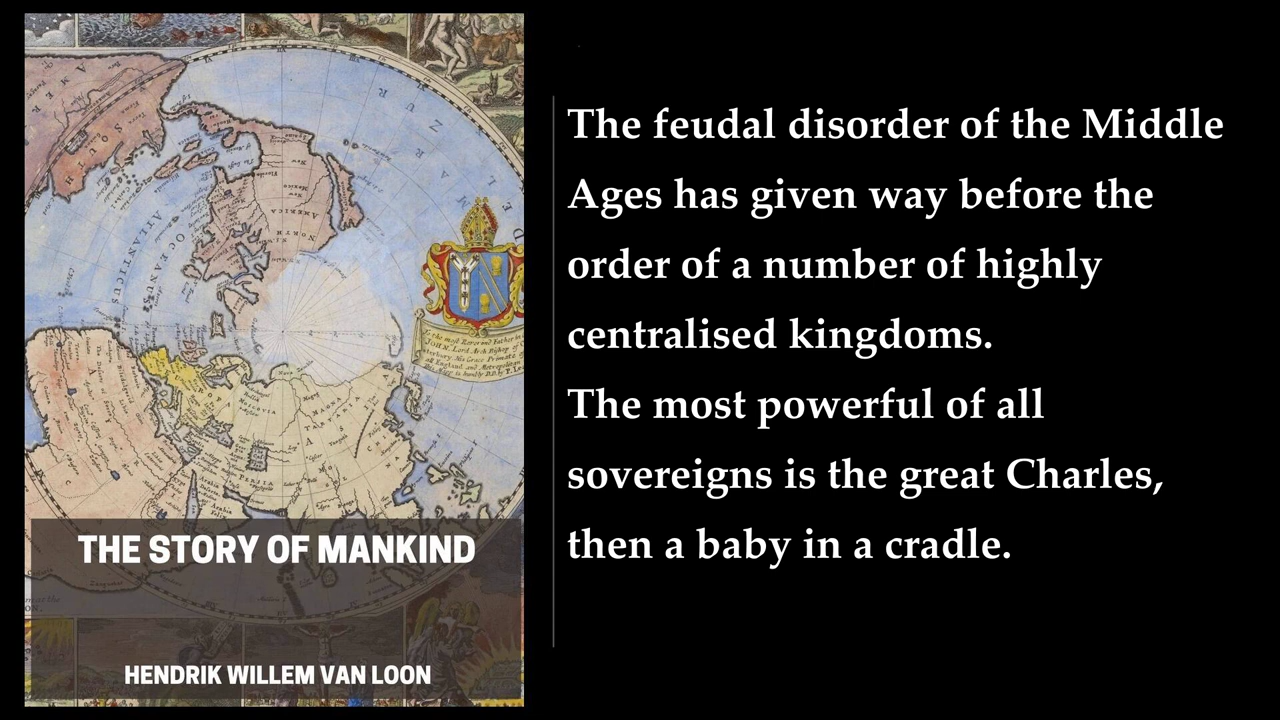 THE STORY OF MANKIND
HENDRIK WILLEM VAN LOON
The feudal disorder of the Middle
Ages has given way before the
order of a number of highly
centralised kingdoms.
The most powerful of all
sovereigns is the great Charles,
then a baby in a cradle.